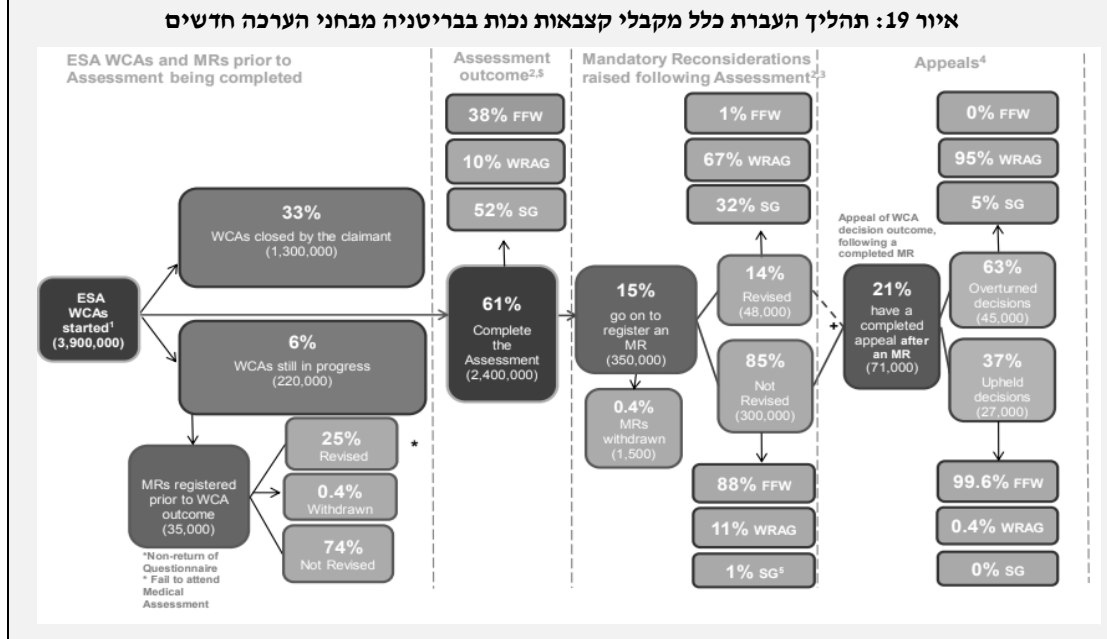 איור 19: תהליך העברת כלל מקבלי קצבאות נכות בבריטניה מבחני הערכה חדשים
ESA WCAs and MRs prior to
Assessment being completed
Assessment
outcome2,$
Mandatory Reconsiderations
raised following Assessment2,3
Appeals4
38% FFW
10% WRAG
52% SG
1% FFW
67% WRAG
32% SG
0% FFW
95% WRAG
5% SG
33%
WCAs closed by the claimant
(1,300,000)
ESA
WCAs
started1
(3,900,000)
6%
WCAs still in progress
(220,000)
61%
Complete
the
Assessment
(2,400,000)
15%
go on to
register an
MR
(350,000)
0.4%
MRs
withdrawn
(1,500)
14%
Revised
(48,000)
85%
Not
Revised
(300,000)
+
Appeal of WCA
decision outcome,
following a
completed MR
21%
have a
completed
appeal after
an MR
(71,000)
63%
Overturned
decisions
(45,000)
37%
Upheld
decisions
(27,000)
MRs registered
prior to WCA
outcome
(35,000)
25%
Revised
*
0.4%
Withdrawn
74%
Not Revised
*Non-return of
Questionnaire
* Fail to attend
Medical
Assessment
88% FFW
11% WRAG
1% SG5
99.6% FFW
0.4% WRAG
0% SG